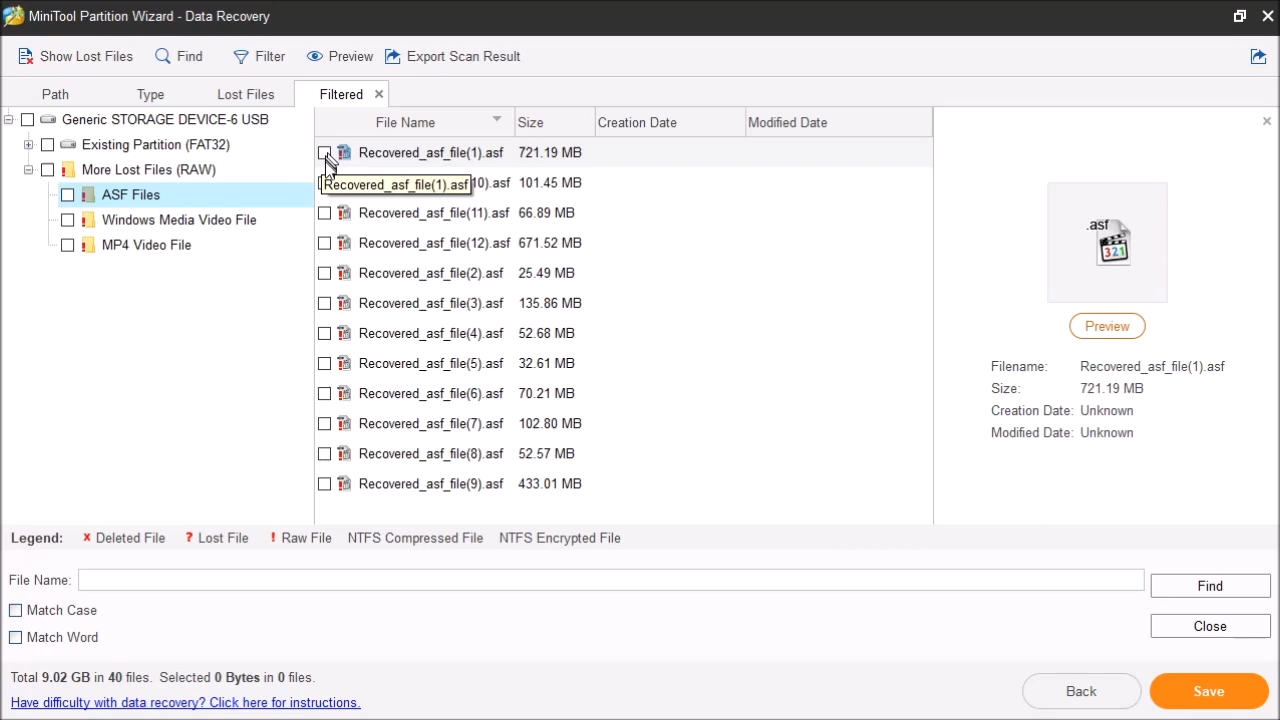 MiniTool Partition Wizard - Data Recovery
Show Lost Files Find Filter Preview Export Scan Result
Path Type Lost Files Filtered
Generic STORAGE DEVICE-6 USB
Existing Partition (FAT32)
More Lost Files (RAW)
ASF Files
Windows Media Video File
MP4 Video File
File Name Size Creation Date Modified Date
Recovered_asf_file(1).asf 721.19 MB
Recovered_asf_file(1).asf
10).asf 101.45 MB
Recovered_asf_file(11).asf 66.89 MB
Recovered_asf_file(12).asf 671.52 MB
Recovered_asf_file(2).asf 25.49 MB
Recovered_asf_file(3).asf 135.86 MB
Recovered_asf_file(4).asf 52.68 MB
Recovered_asf_file(5).asf 32.61 MB
Recovered_asf_file(6).asf 70.21 MB
Recovered_asf_file(7).asf 102.80 MB
Recovered_asf_file(8).asf 52.57 MB
Recovered_asf_file(9).asf 433.01 MB
.asf
321
Preview
Filename: Recovered_asf_file(1).asf
Size: 721.19 MB
Creation Date: Unknown
Modified Date: Unknown
Legend: x Deleted File ? Lost File ! Raw File NTFS Compressed File NTFS Encrypted File
File Name:
Find
Match Case
Close
Match Word
Total 9.02 GB in 40 files. Selected 0 Bytes in 0 files.
Have difficulty with data recovery? Click here for instructions.
Back Save